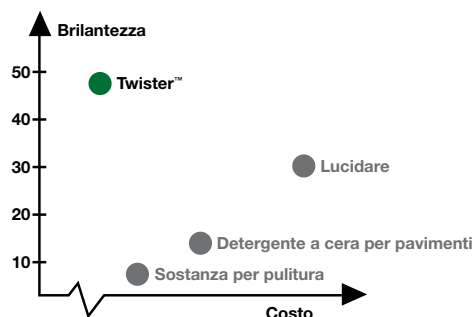 Brilantezza
50
Twister™
40
30
Lucidare
20
Detergente a cera per pavimenti
10
Sostanza per pulitura
Costo